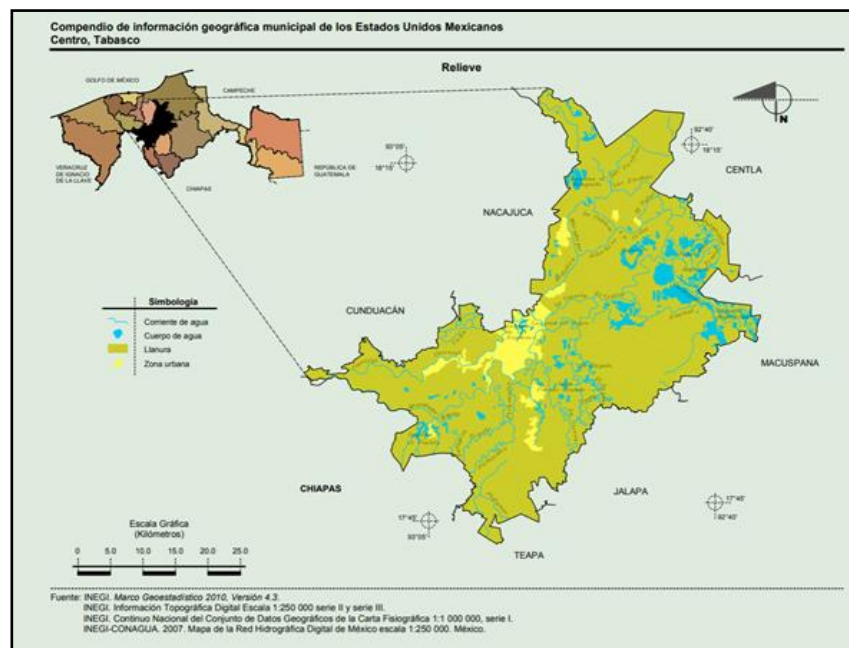 Compendio de información geográfica municipal de los Estados Unidos Mexicanos
Centro, Tabasco
Relieve
GOLFO DE MÉXICO
CAMPECHE
VERACRUZ
DE IGNACIO
DE LA LLAVE
CHIAPAS
REPÚBLICA DE
GUATEMALA
93°05'
18°15'
92°40'
18°15'
N
CENTLA
NACAJUCA
CUNDUACÁN
MACUSPANA
Simbología
Corriente de agua
Cuerpo de agua
Llanura
Zona urbana
CHIAPAS
JALAPA
TEAPA
17°45'
93°05'
17°45'
92°40'
Escala Gráfica
(Kilómetros)
0.0 5.0 10.0 15.0 20.0 25.0
Fuente: INEGI. Marco Geoestadístico 2010, Versión 4.3.
INEGI. Información Topográfica Digital Escala 1:250 000 serie II y serie III.
INEGI. Continuo Nacional del Conjunto de Datos Geográficos de la Carta Fisiográfica 1:1 000 000, serie I.
INEGI-CONAGUA. 2007. Mapa de la Red Hidrográfica Digital de México escala 1:250 000. México.